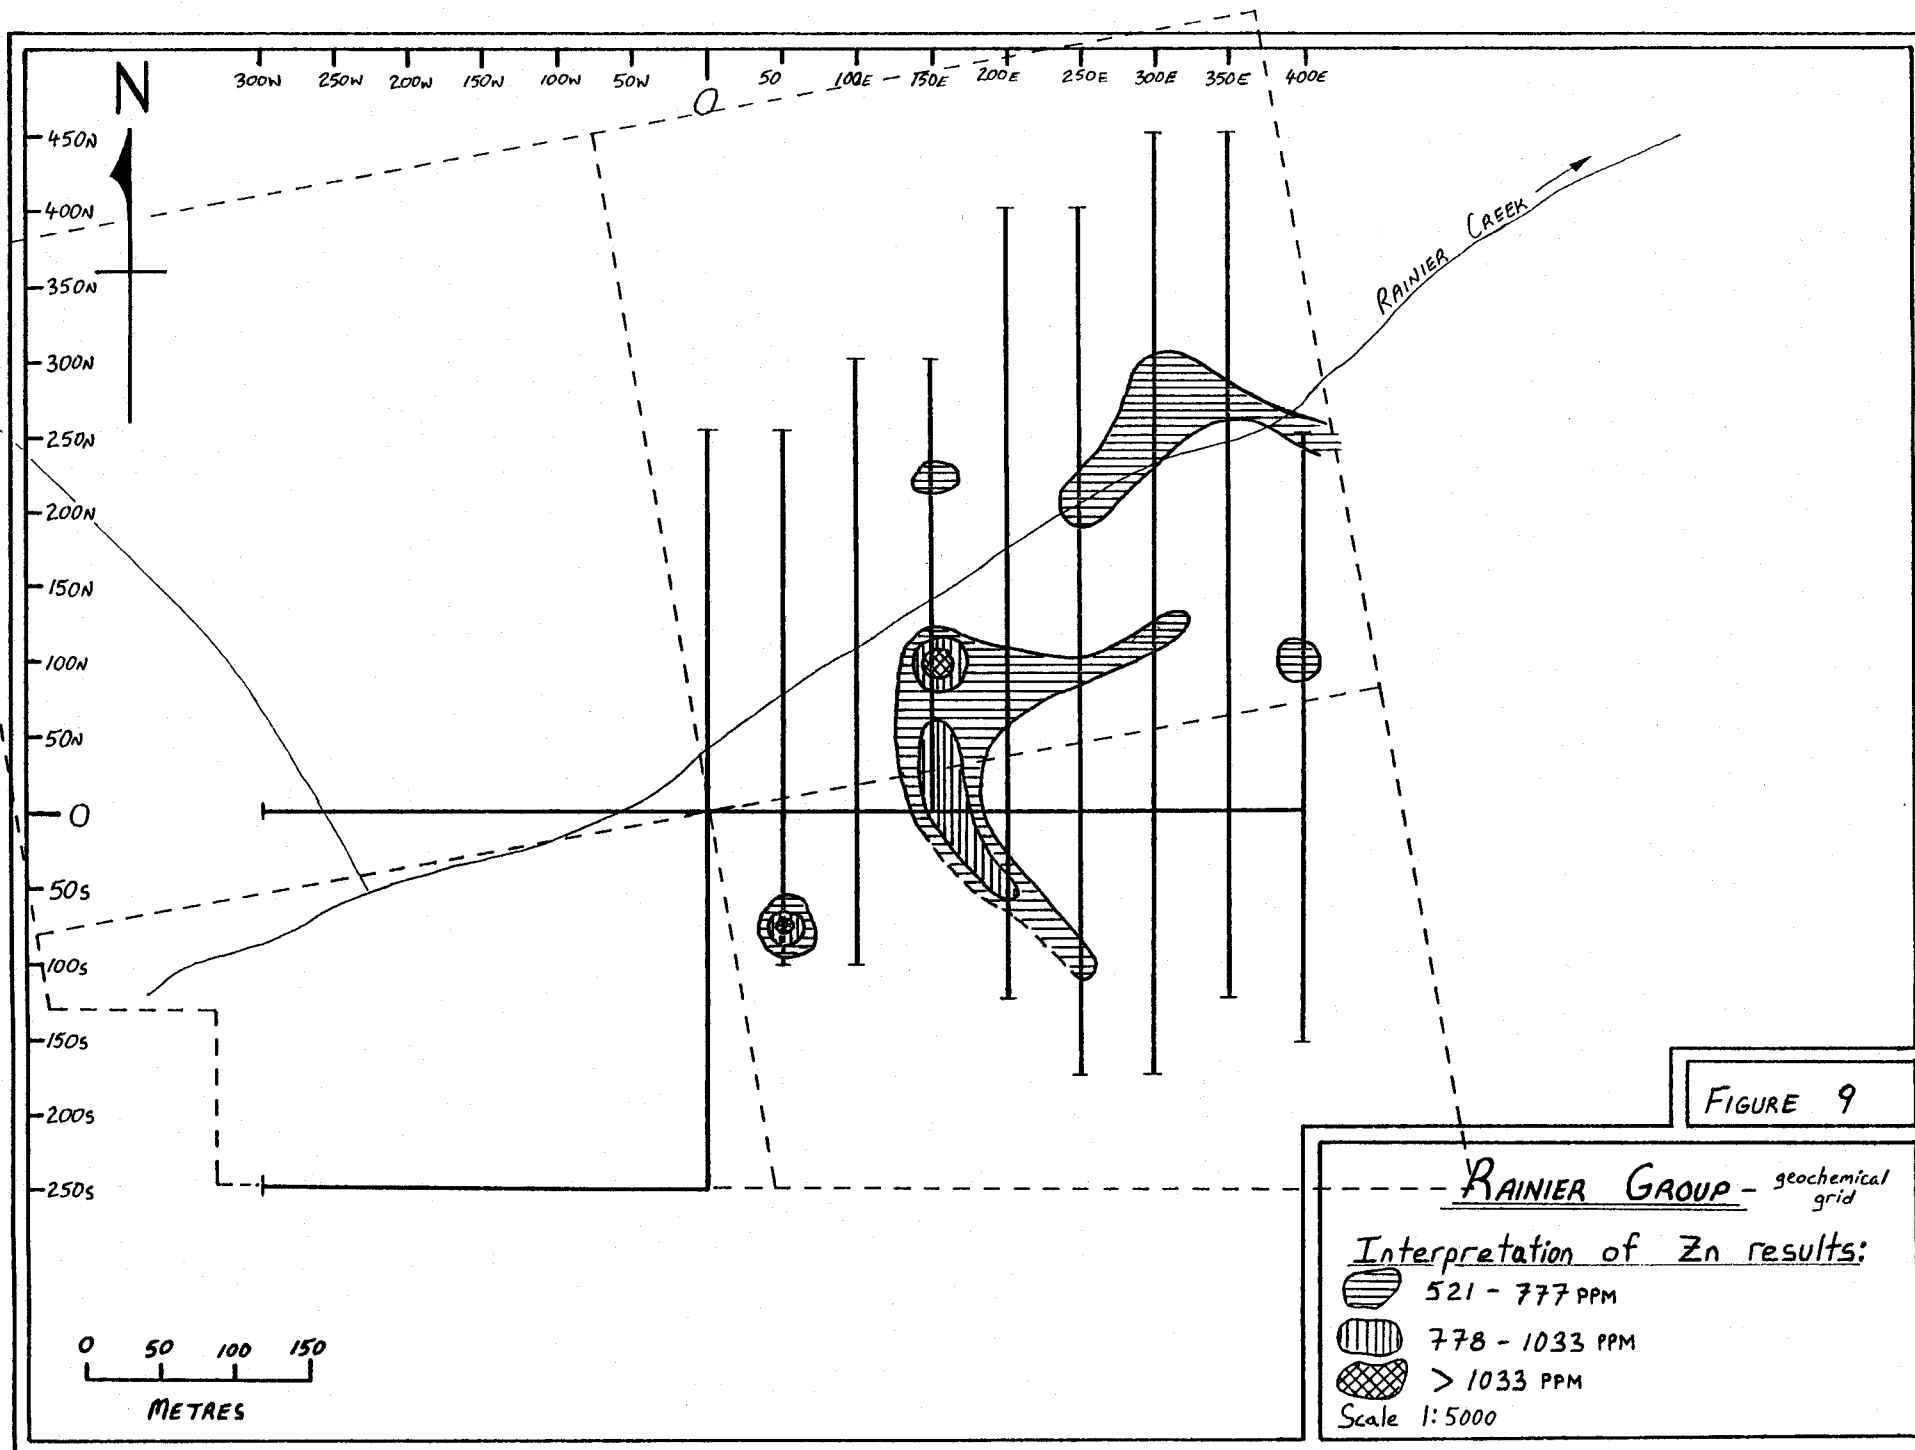 N
300W 250W 200W 150W 100W 50W 0 50 100E 150E 200E 250E 300E 350E 400E
450N
400N
350N
300N
250N
200N
150N
100N
50N
0
50S
100S
150S
200S
250S
RAINIER CREEK
FIGURE 9
RAINIER GROUP - geochemical
grid
Interpretation of Zn results:
521 - 777 PPM
778 - 1033 PPM
> 1033 PPM
Scale 1:5000
0 50 100 150
METRES